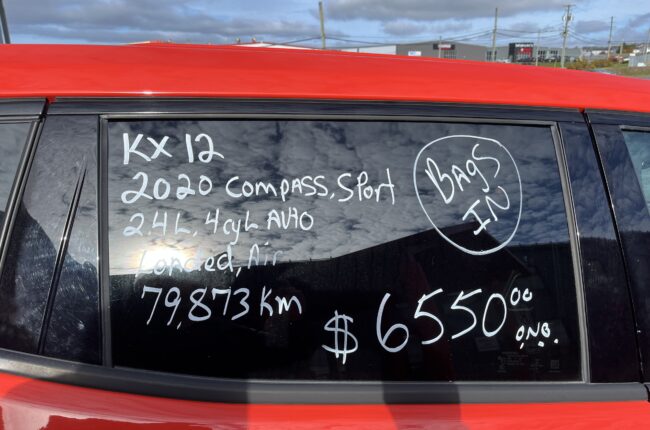 KX 12
2020 Compass, Sport
2.4L, 4cyL AUTO
Loaded, Air
79,873 Km
BAGS
IN
$ 6550.00
O.N.B.